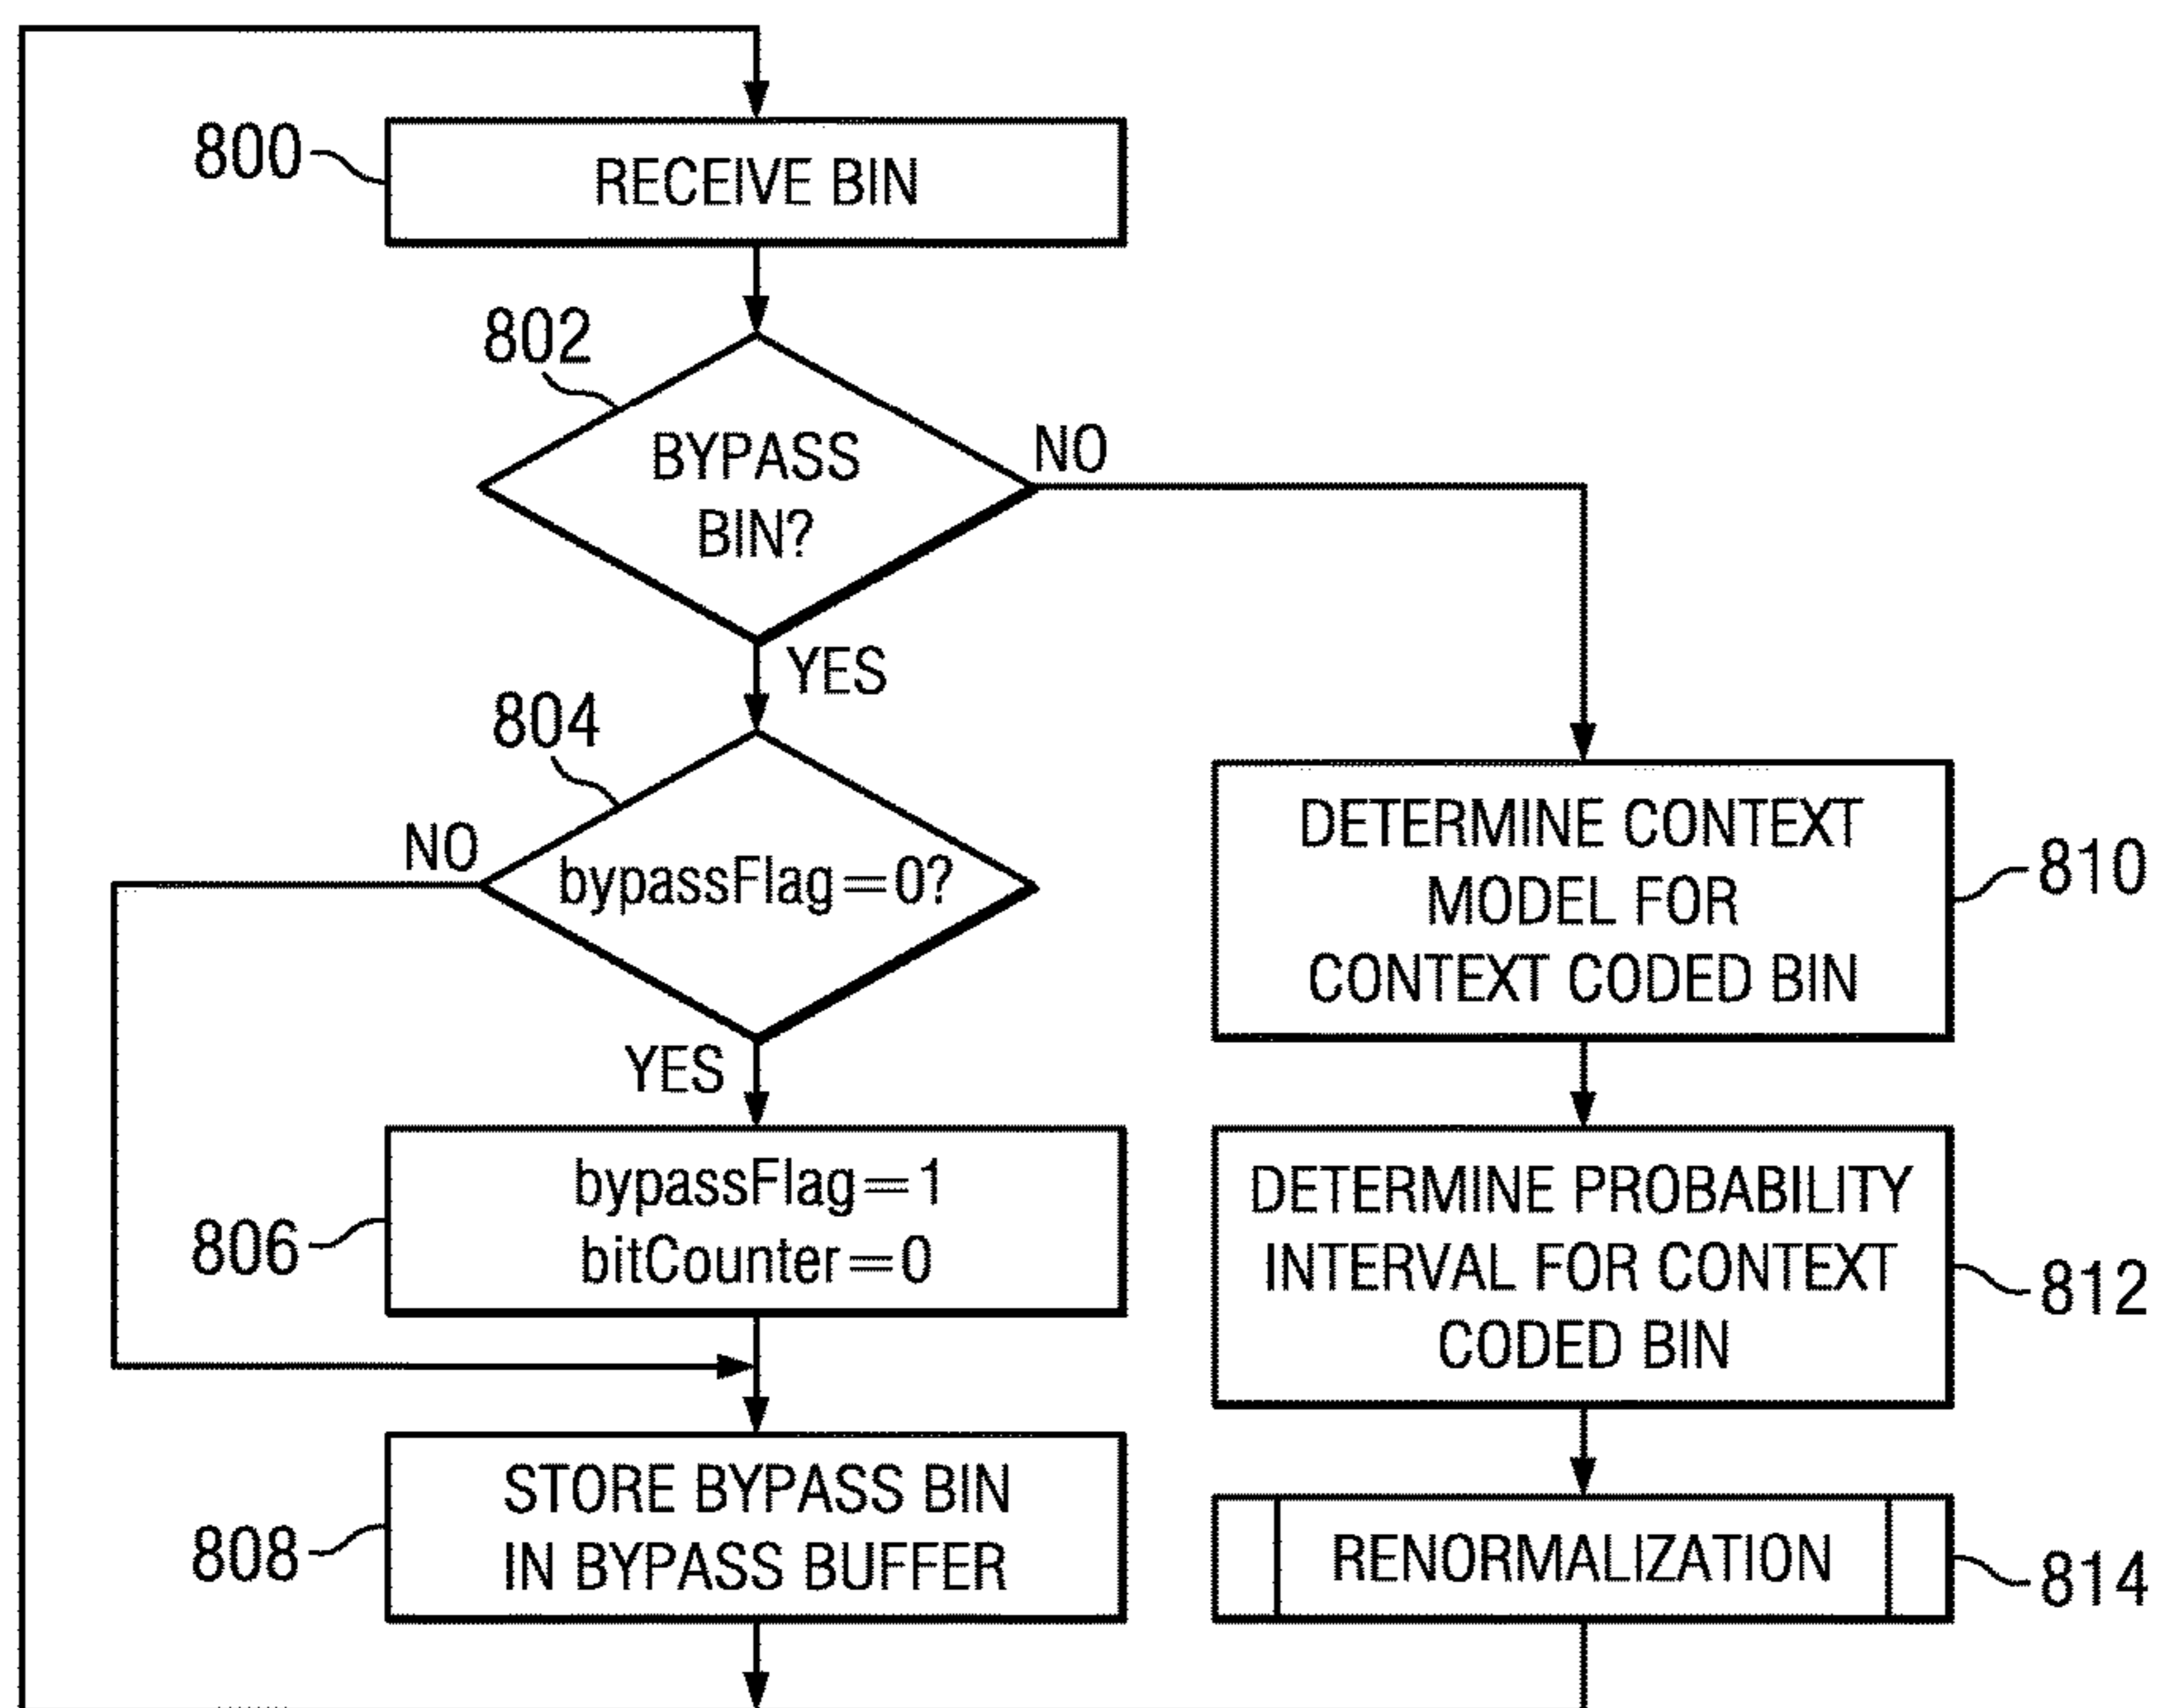 800
RECEIVE BIN
802
BYPASS
BIN?
NO
YES
804
NO
bypassFlag=0?
YES
806
bypassFlag=1
bitCounter=0
808
STORE BYPASS BIN
IN BYPASS BUFFER
DETERMINE CONTEXT
MODEL FOR
CONTEXT CODED BIN
810
DETERMINE PROBABILITY
INTERVAL FOR CONTEXT
CODED BIN
812
RENORMALIZATION
814